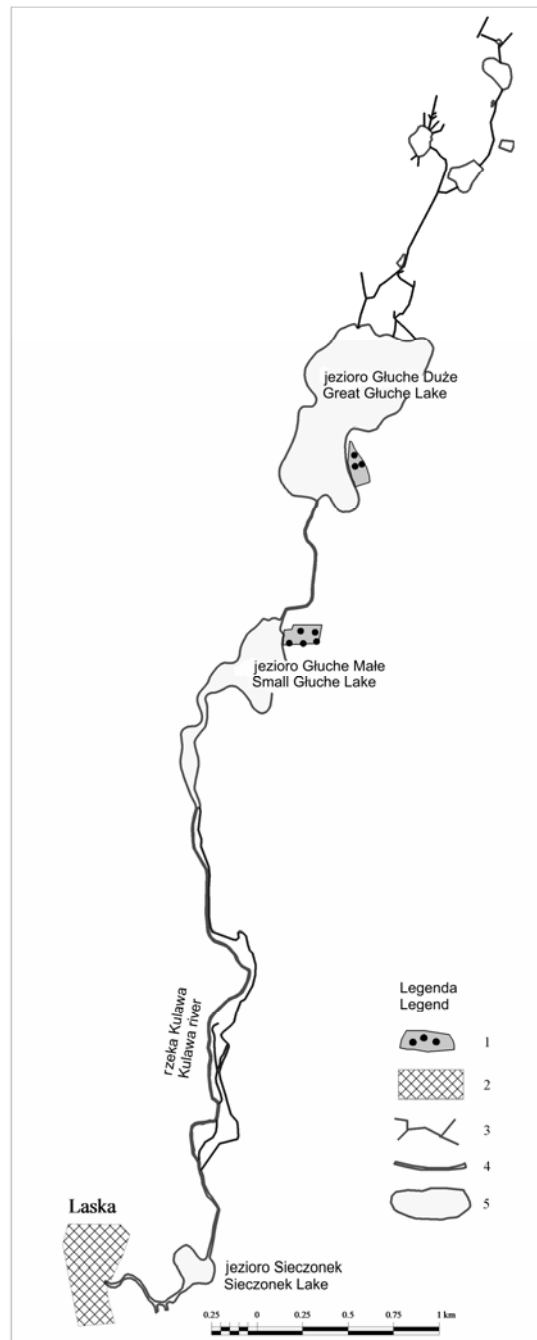 jezioro Głuche Duże
Great Głuche Lake
jezioro Głuche Małe
Small Głuche Lake
rzeka Kulawa
Kulawa river
Legenda
Legend
1
2
3
4
5
Laska
jezioro Sieczonek
Sieczonek Lake
0.25 0 0.25 0.5 0.75 1 km